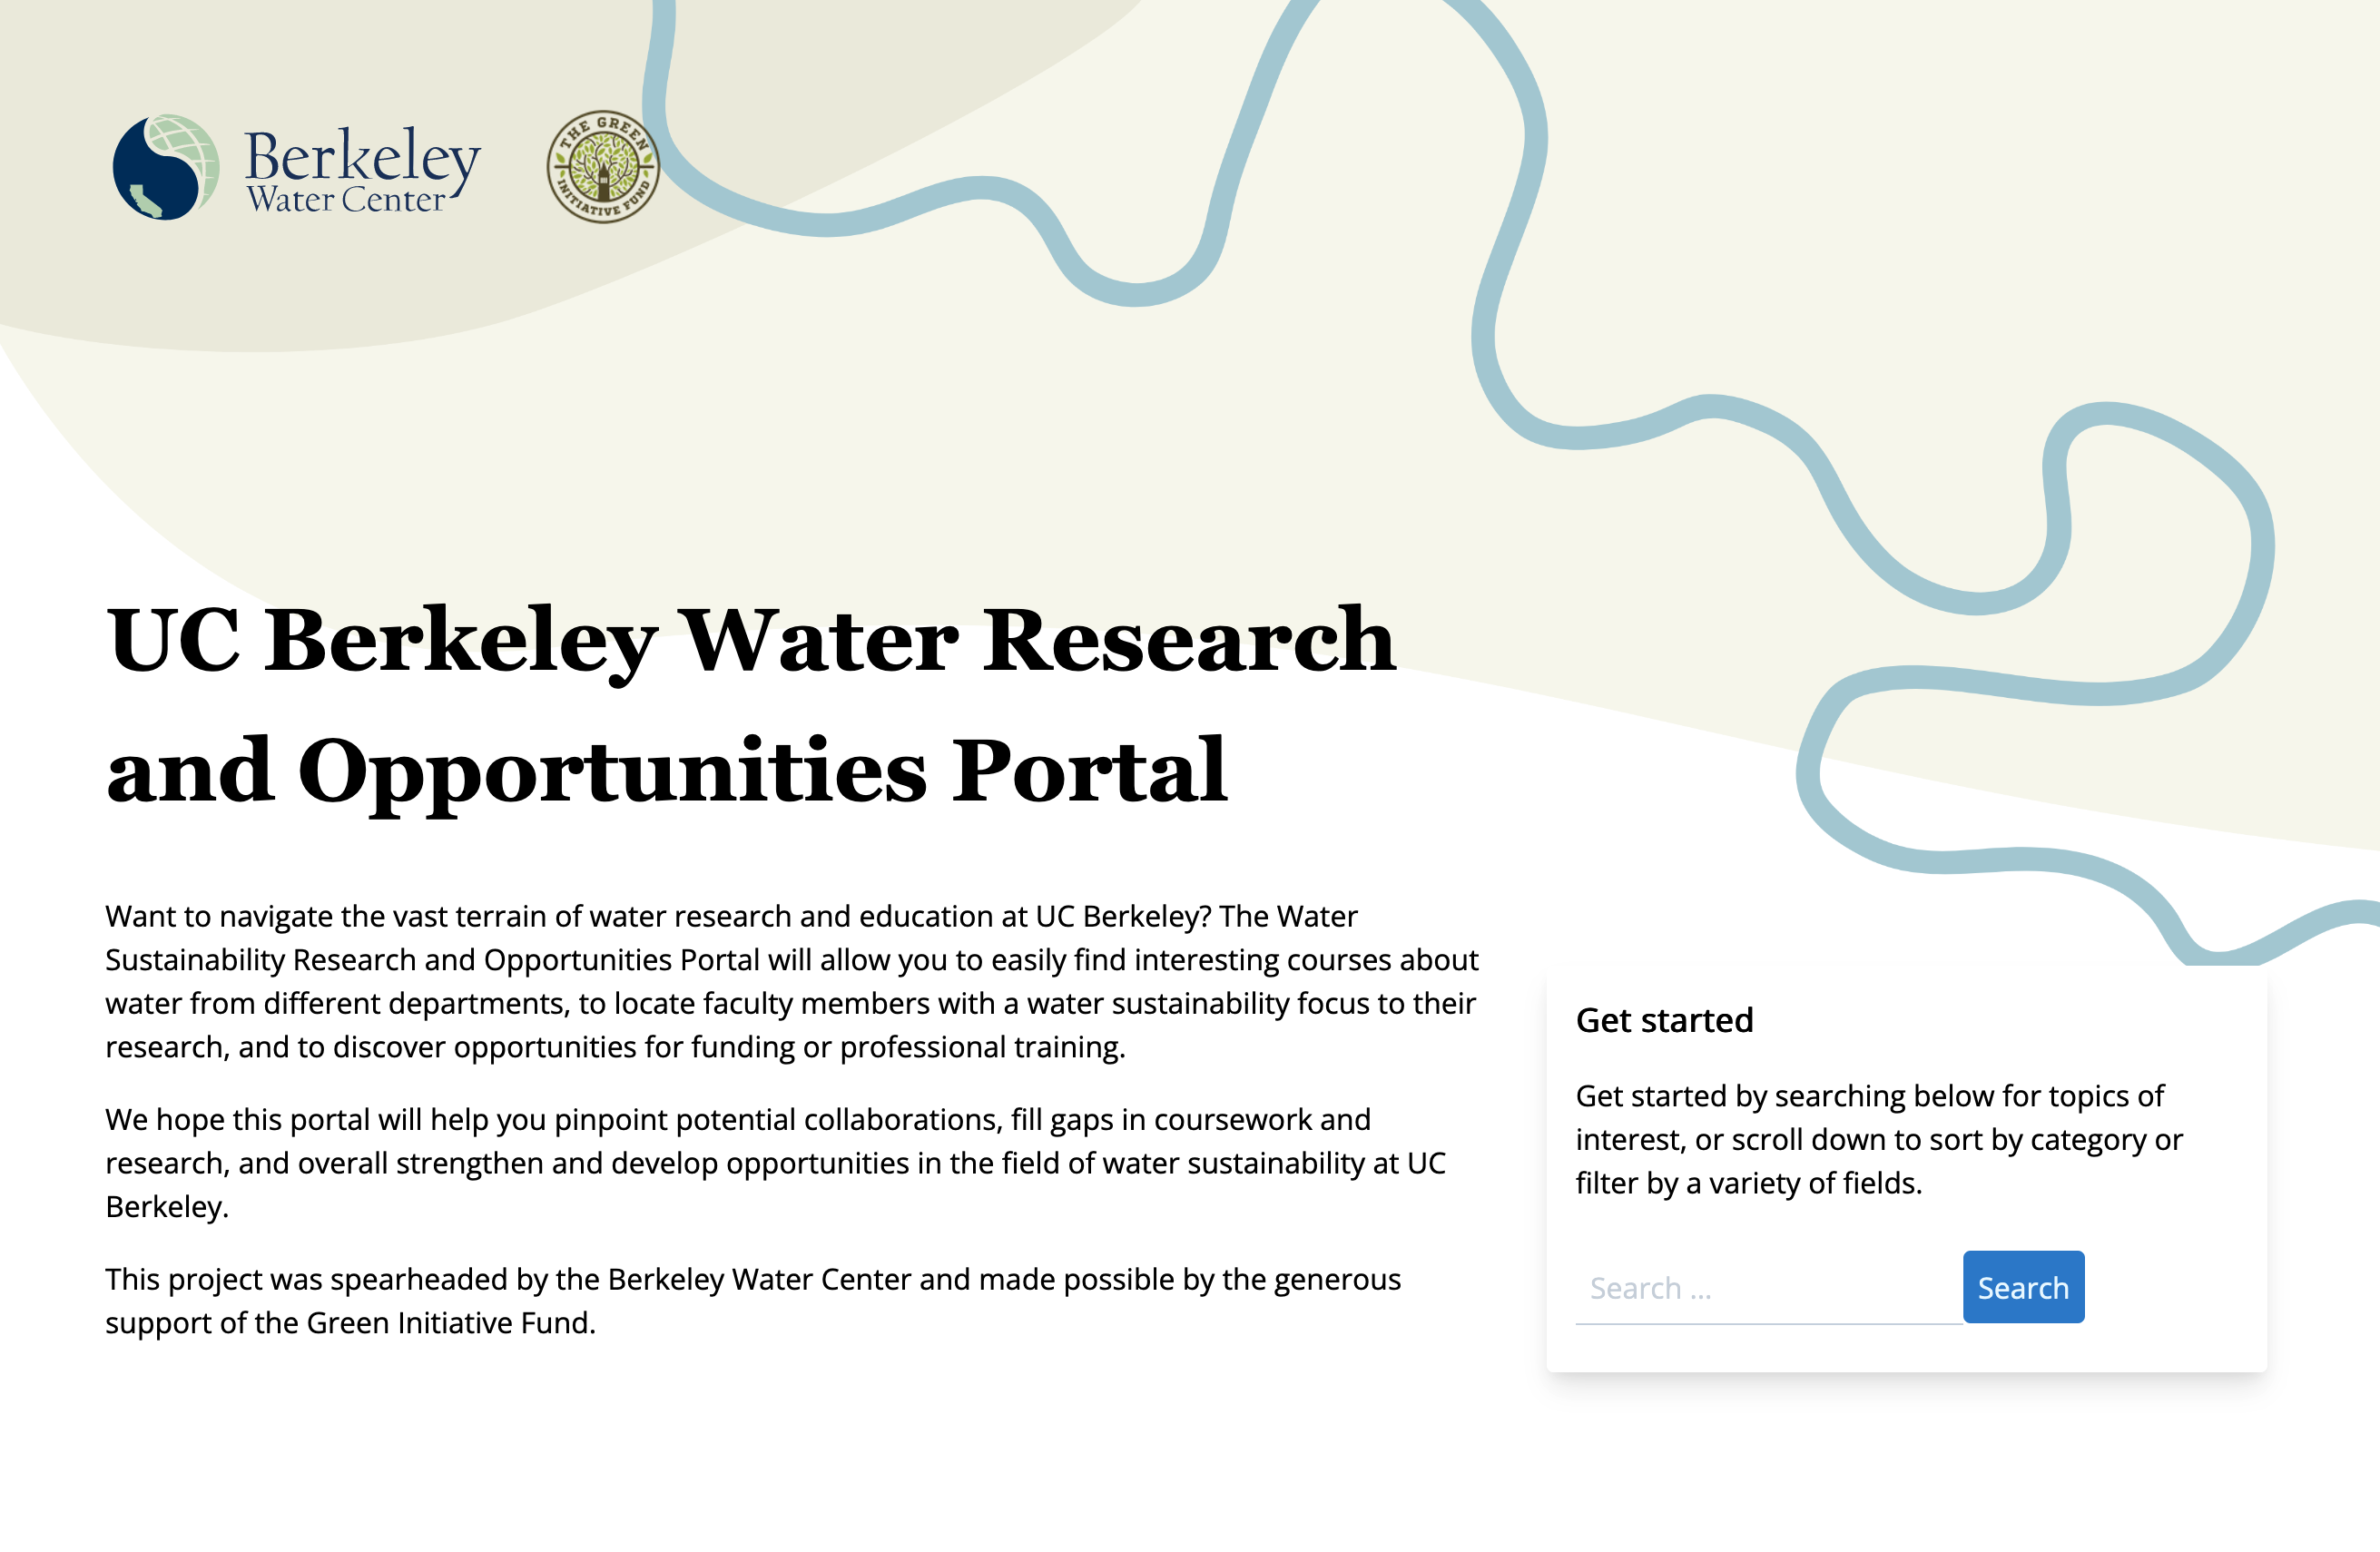 Berkeley
Water Center
THE GREEN
INITIATIVE FUND
UC Berkeley Water Research
and Opportunities Portal
Want to navigate the vast terrain of water research and education at UC Berkeley? The Water
Sustainability Research and Opportunities Portal will allow you to easily find interesting courses about
water from different departments, to locate faculty members with a water sustainability focus to their
research, and to discover opportunities for funding or professional training.
We hope this portal will help you pinpoint potential collaborations, fill gaps in coursework and
research, and overall strengthen and develop opportunities in the field of water sustainability at UC
Berkeley.
This project was spearheaded by the Berkeley Water Center and made possible by the generous
support of the Green Initiative Fund.
Get started
Get started by searching below for topics of
interest, or scroll down to sort by category or
filter by a variety of fields.
Search ...
Search